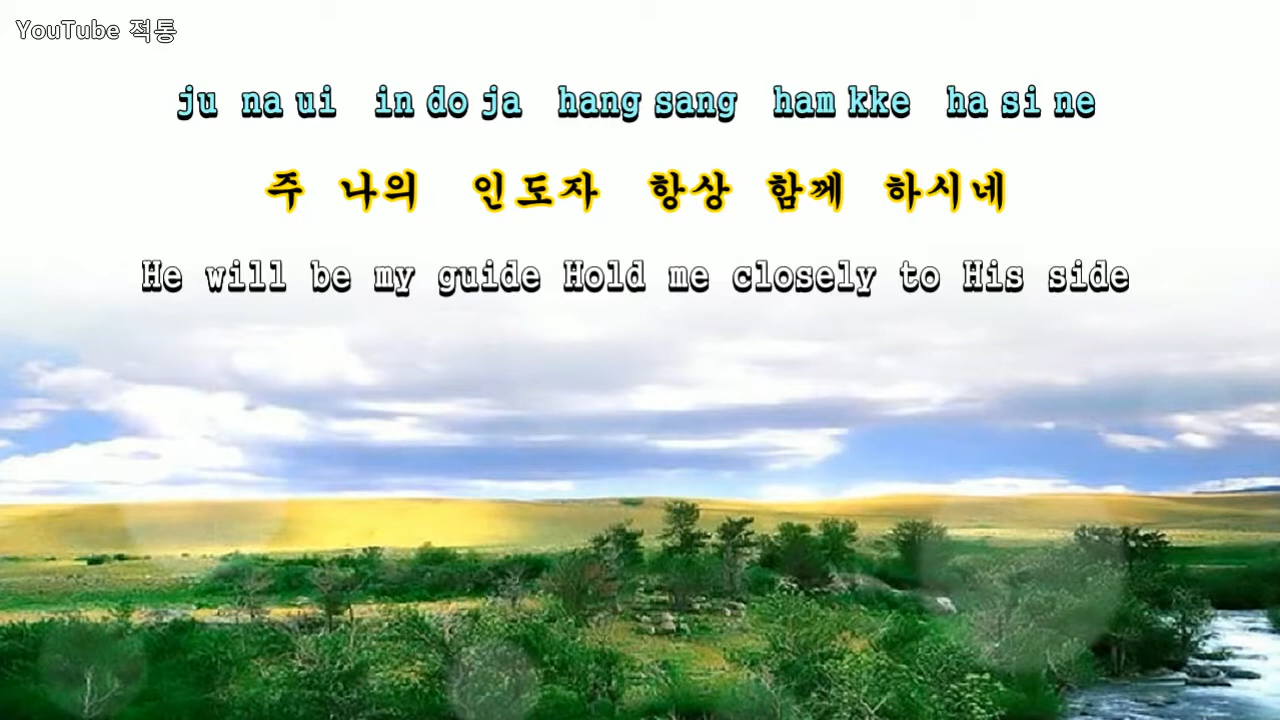 YouTube 적통
ju na ui in do ja hang sang ham kke ha si ne
주 나의 인도자 항상 함께 하시네
He will be my guide Hold me closely to His side